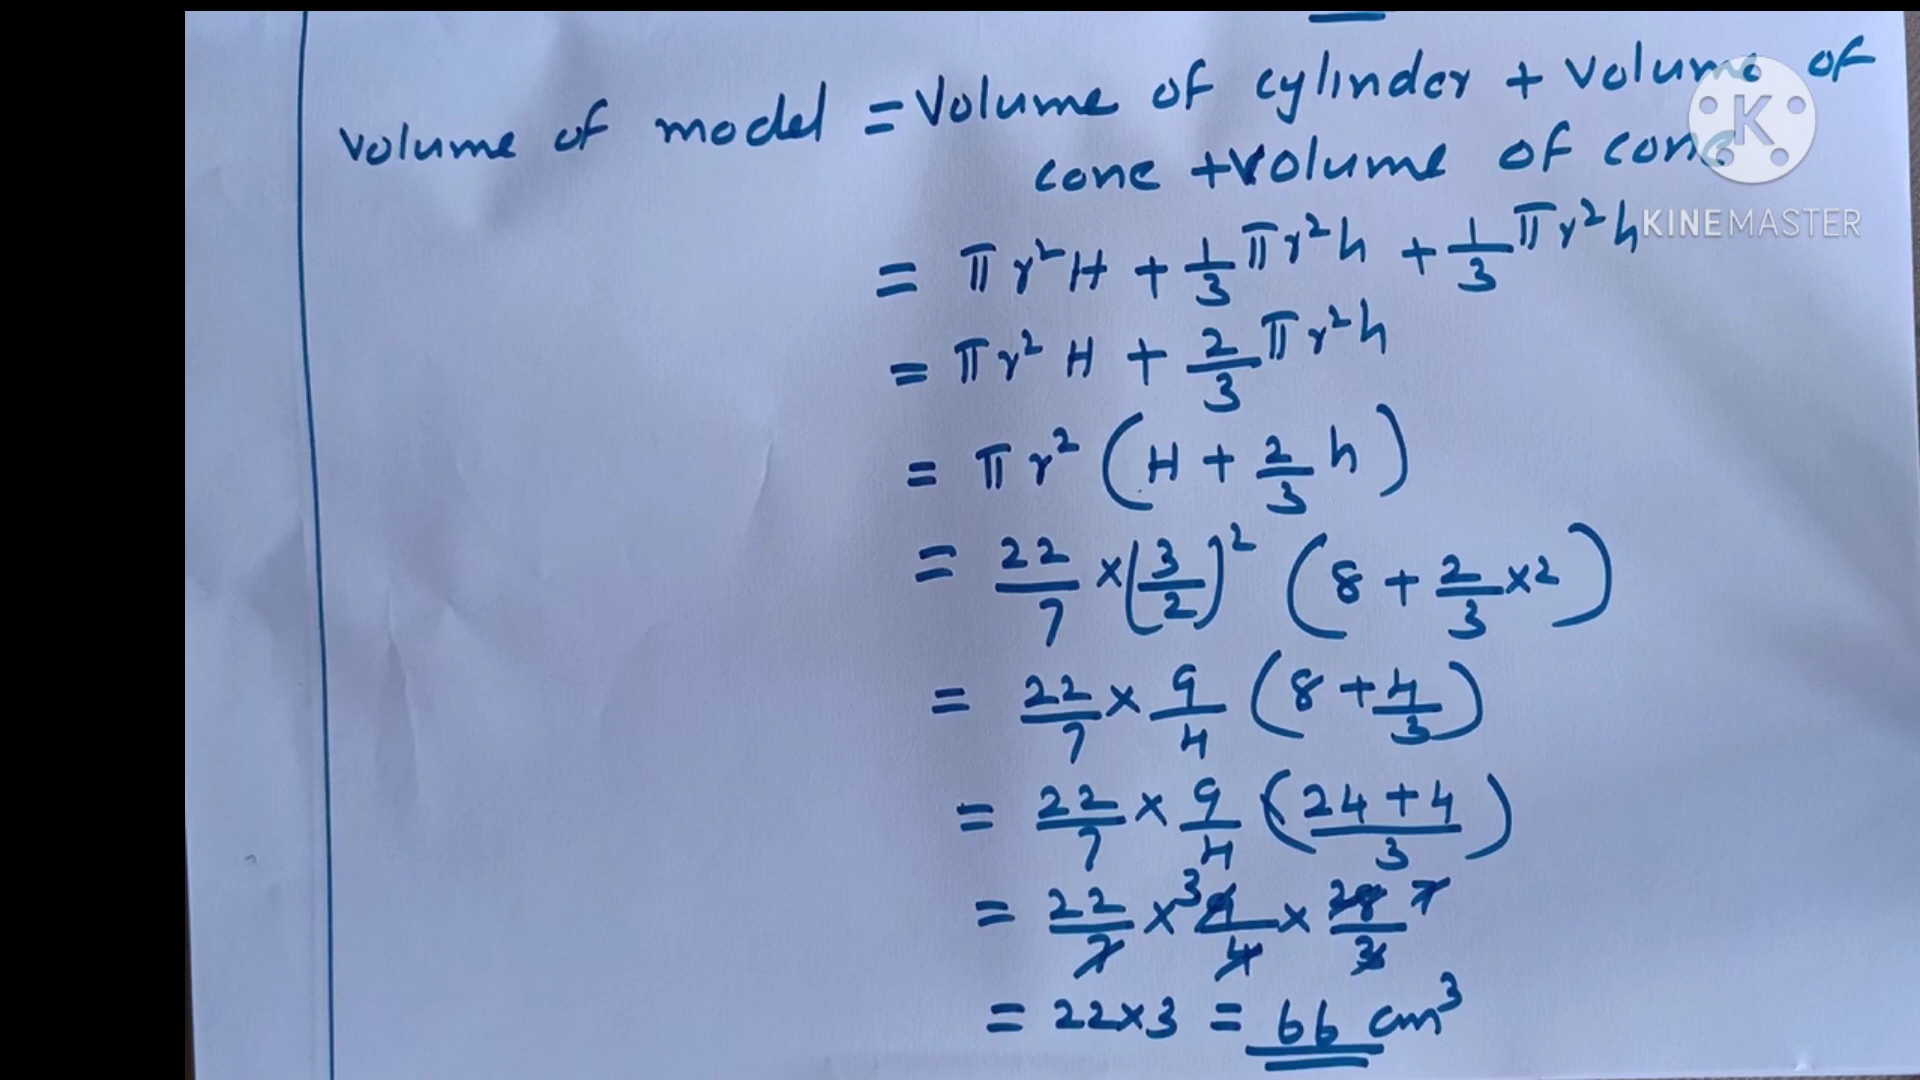 volume of model = Volume of cylinder + volume of
cone + volume of cone
= πr²H + 1/3 πr²h + 1/3 πr²h
= πr² H + 2/3 πr²h
= πr² (H + 2/3 h)
= 22/7 × (3/2)² (8 + 2/3 × 2)
= 22/7 × 9/4 (8 + 4/3)
= 22/7 × 9/4 (24 + 4 / 3)
= 22/7 × 3 9/4 × 28/3 7
= 22×3 = 66 cm³
K
KINEMASTER